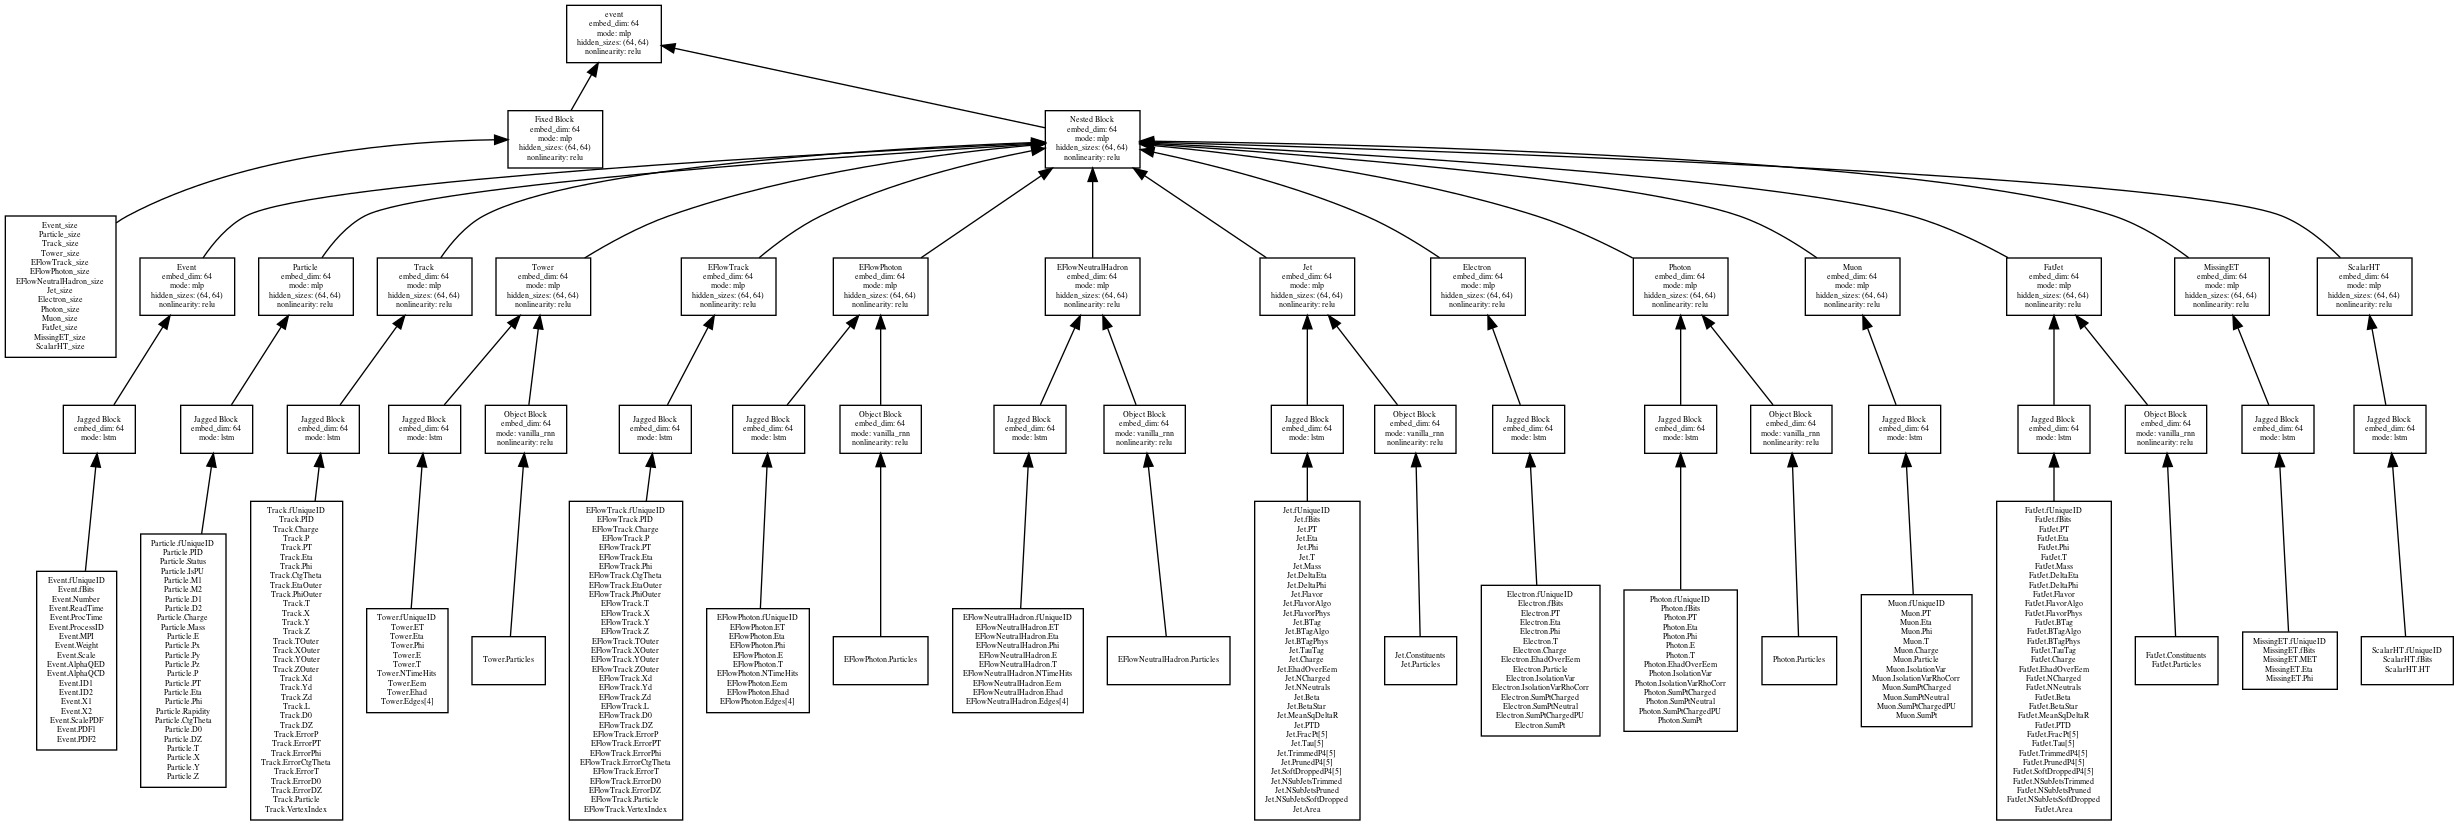 event
embed_dim: 64
mode: mlp
hidden_sizes: (64, 64)
nonlinearity: relu
Fixed Block
embed_dim: 64
mode: mlp
hidden_sizes: (64, 64)
nonlinearity: relu
Nested Block
embed_dim: 64
mode: mlp
hidden_sizes: (64, 64)
nonlinearity: relu
Event_size
Particle_size
Track_size
Tower_size
EFlowTrack_size
EFlowPhoton_size
EFlowNeutralHadron_size
Jet_size
Electron_size
Photon_size
Muon_size
FatJet_size
MissingET_size
ScalarHT_size
Event
embed_dim: 64
mode: mlp
hidden_sizes: (64, 64)
nonlinearity: relu
Particle
embed_dim: 64
mode: mlp
hidden_sizes: (64, 64)
nonlinearity: relu
Track
embed_dim: 64
mode: mlp
hidden_sizes: (64, 64)
nonlinearity: relu
Tower
embed_dim: 64
mode: mlp
hidden_sizes: (64, 64)
nonlinearity: relu
EFlowTrack
embed_dim: 64
mode: mlp
hidden_sizes: (64, 64)
nonlinearity: relu
EFlowPhoton
embed_dim: 64
mode: mlp
hidden_sizes: (64, 64)
nonlinearity: relu
EFlowNeutralHadron
embed_dim: 64
mode: mlp
hidden_sizes: (64, 64)
nonlinearity: relu
Jet
embed_dim: 64
mode: mlp
hidden_sizes: (64, 64)
nonlinearity: relu
Electron
embed_dim: 64
mode: mlp
hidden_sizes: (64, 64)
nonlinearity: relu
Photon
embed_dim: 64
mode: mlp
hidden_sizes: (64, 64)
nonlinearity: relu
Muon
embed_dim: 64
mode: mlp
hidden_sizes: (64, 64)
nonlinearity: relu
FatJet
embed_dim: 64
mode: mlp
hidden_sizes: (64, 64)
nonlinearity: relu
MissingET
embed_dim: 64
mode: mlp
hidden_sizes: (64, 64)
nonlinearity: relu
ScalarHT
embed_dim: 64
mode: mlp
hidden_sizes: (64, 64)
nonlinearity: relu
Jagged Block
embed_dim: 64
mode: lstm
Jagged Block
embed_dim: 64
mode: lstm
Jagged Block
embed_dim: 64
mode: lstm
Jagged Block
embed_dim: 64
mode: lstm
Object Block
embed_dim: 64
mode: vanilla_rnn
nonlinearity: relu
Jagged Block
embed_dim: 64
mode: lstm
Jagged Block
embed_dim: 64
mode: lstm
Object Block
embed_dim: 64
mode: vanilla_rnn
nonlinearity: relu
Jagged Block
embed_dim: 64
mode: lstm
Object Block
embed_dim: 64
mode: vanilla_rnn
nonlinearity: relu
Jagged Block
embed_dim: 64
mode: lstm
Object Block
embed_dim: 64
mode: vanilla_rnn
nonlinearity: relu
Jagged Block
embed_dim: 64
mode: lstm
Jagged Block
embed_dim: 64
mode: lstm
Object Block
embed_dim: 64
mode: vanilla_rnn
nonlinearity: relu
Jagged Block
embed_dim: 64
mode: lstm
Jagged Block
embed_dim: 64
mode: lstm
Object Block
embed_dim: 64
mode: vanilla_rnn
nonlinearity: relu
Jagged Block
embed_dim: 64
mode: lstm
Jagged Block
embed_dim: 64
mode: lstm
Event.fUniqueID
Event.fBits
Event.Number
Event.ReadTime
Event.ProcTime
Event.ProcessID
Event.MPI
Event.Weight
Event.Scale
Event.AlphaQED
Event.AlphaQCD
Event.ID1
Event.ID2
Event.X1
Event.X2
Event.ScalePDF
Event.PDF1
Event.PDF2
Particle.fUniqueID
Particle.PID
Particle.Status
Particle.IsPU
Particle.M1
Particle.M2
Particle.D1
Particle.D2
Particle.Charge
Particle.Mass
Particle.E
Particle.Px
Particle.Py
Particle.Pz
Particle.P
Particle.PT
Particle.Eta
Particle.Phi
Particle.Rapidity
Particle.CtgTheta
Particle.D0
Particle.DZ
Particle.T
Particle.X
Particle.Y
Particle.Z
Track.fUniqueID
Track.PID
Track.Charge
Track.P
Track.PT
Track.Eta
Track.Phi
Track.CtgTheta
Track.EtaOuter
Track.PhiOuter
Track.T
Track.X
Track.Y
Track.Z
Track.TOuter
Track.XOuter
Track.YOuter
Track.ZOuter
Track.Xd
Track.Yd
Track.Zd
Track.L
Track.D0
Track.DZ
Track.ErrorP
Track.ErrorPT
Track.ErrorPhi
Track.ErrorCtgTheta
Track.ErrorT
Track.ErrorD0
Track.ErrorDZ
Track.Particle
Track.VertexIndex
Tower.fUniqueID
Tower.ET
Tower.Eta
Tower.Phi
Tower.E
Tower.T
Tower.NTimeHits
Tower.Eem
Tower.Ehad
Tower.Edges[4]
Tower.Particles
EFlowTrack.fUniqueID
EFlowTrack.PID
EFlowTrack.Charge
EFlowTrack.P
EFlowTrack.PT
EFlowTrack.Eta
EFlowTrack.Phi
EFlowTrack.CtgTheta
EFlowTrack.EtaOuter
EFlowTrack.PhiOuter
EFlowTrack.T
EFlowTrack.X
EFlowTrack.Y
EFlowTrack.Z
EFlowTrack.TOuter
EFlowTrack.XOuter
EFlowTrack.YOuter
EFlowTrack.ZOuter
EFlowTrack.Xd
EFlowTrack.Yd
EFlowTrack.Zd
EFlowTrack.L
EFlowTrack.D0
EFlowTrack.DZ
EFlowTrack.ErrorP
EFlowTrack.ErrorPT
EFlowTrack.ErrorPhi
EFlowTrack.ErrorCtgTheta
EFlowTrack.ErrorT
EFlowTrack.ErrorD0
EFlowTrack.ErrorDZ
EFlowTrack.Particle
EFlowTrack.VertexIndex
EFlowPhoton.fUniqueID
EFlowPhoton.ET
EFlowPhoton.Eta
EFlowPhoton.Phi
EFlowPhoton.E
EFlowPhoton.T
EFlowPhoton.NTimeHits
EFlowPhoton.Eem
EFlowPhoton.Ehad
EFlowPhoton.Edges[4]
EFlowPhoton.Particles
EFlowNeutralHadron.fUniqueID
EFlowNeutralHadron.ET
EFlowNeutralHadron.Eta
EFlowNeutralHadron.Phi
EFlowNeutralHadron.E
EFlowNeutralHadron.T
EFlowNeutralHadron.NTimeHits
EFlowNeutralHadron.Eem
EFlowNeutralHadron.Ehad
EFlowNeutralHadron.Edges[4]
EFlowNeutralHadron.Particles
Jet.fUniqueID
Jet.fBits
Jet.PT
Jet.Eta
Jet.Phi
Jet.T
Jet.Mass
Jet.DeltaEta
Jet.DeltaPhi
Jet.Flavor
Jet.FlavorAlgo
Jet.FlavorPhys
Jet.BTag
Jet.BTagAlgo
Jet.BTagPhys
Jet.TauTag
Jet.Charge
Jet.EhadOverEem
Jet.NCharged
Jet.NNeutrals
Jet.Beta
Jet.BetaStar
Jet.MeanSqDeltaR
Jet.PTD
Jet.FracPt[5]
Jet.Tau[5]
Jet.TrimmedP4[5]
Jet.PrunedP4[5]
Jet.SoftDroppedP4[5]
Jet.NSubJetsTrimmed
Jet.NSubJetsPruned
Jet.NSubJetsSoftDropped
Jet.Area
Jet.Constituents
Jet.Particles
Electron.fUniqueID
Electron.fBits
Electron.PT
Electron.Eta
Electron.Phi
Electron.T
Electron.Charge
Electron.EhadOverEem
Electron.Particle
Electron.IsolationVar
Electron.IsolationVarRhoCorr
Electron.SumPtCharged
Electron.SumPtNeutral
Electron.SumPtChargedPU
Electron.SumPt
Photon.fUniqueID
Photon.fBits
Photon.PT
Photon.Eta
Photon.Phi
Photon.E
Photon.T
Photon.EhadOverEem
Photon.IsolationVar
Photon.IsolationVarRhoCorr
Photon.SumPtCharged
Photon.SumPtNeutral
Photon.SumPtChargedPU
Photon.SumPt
Photon.Particles
Muon.fUniqueID
Muon.PT
Muon.Eta
Muon.Phi
Muon.T
Muon.Charge
Muon.Particle
Muon.IsolationVar
Muon.IsolationVarRhoCorr
Muon.SumPtCharged
Muon.SumPtNeutral
Muon.SumPtChargedPU
Muon.SumPt
FatJet.fUniqueID
FatJet.fBits
FatJet.PT
FatJet.Eta
FatJet.Phi
FatJet.T
FatJet.Mass
FatJet.DeltaEta
FatJet.DeltaPhi
FatJet.Flavor
FatJet.FlavorAlgo
FatJet.FlavorPhys
FatJet.BTag
FatJet.BTagAlgo
FatJet.BTagPhys
FatJet.TauTag
FatJet.Charge
FatJet.EhadOverEem
FatJet.NCharged
FatJet.NNeutrals
FatJet.Beta
FatJet.BetaStar
FatJet.MeanSqDeltaR
FatJet.PTD
FatJet.FracPt[5]
FatJet.Tau[5]
FatJet.TrimmedP4[5]
FatJet.PrunedP4[5]
FatJet.SoftDroppedP4[5]
FatJet.NSubJetsTrimmed
FatJet.NSubJetsPruned
FatJet.NSubJetsSoftDropped
FatJet.Area
FatJet.Constituents
FatJet.Particles
MissingET.fUniqueID
MissingET.fBits
MissingET.MET
MissingET.Eta
MissingET.Phi
ScalarHT.fUniqueID
ScalarHT.fBits
ScalarHT.HT